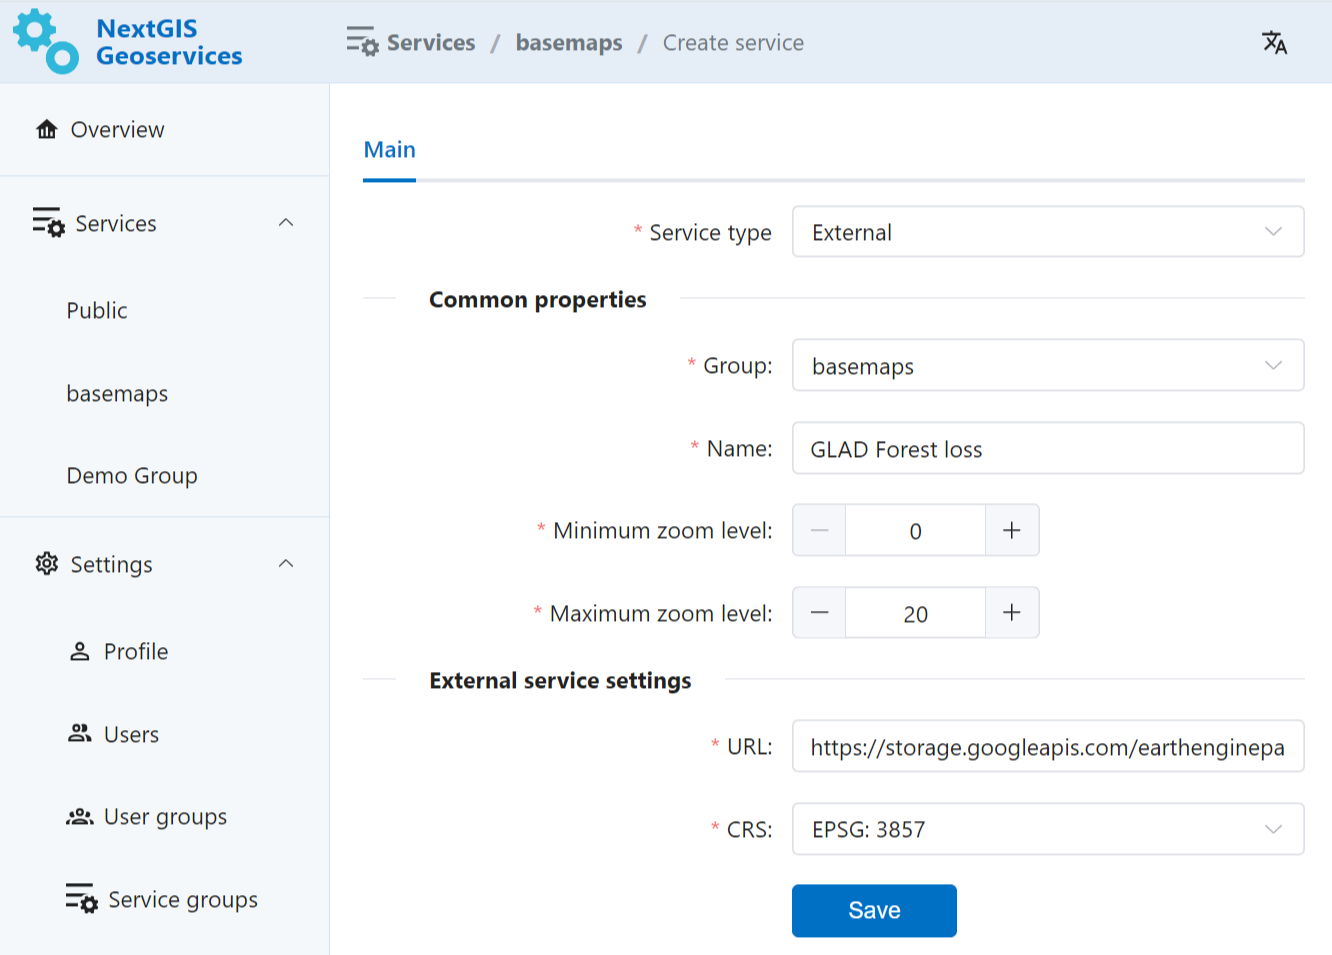 NextGIS
Geoservices
Services / basemaps / Create service
Overview
Services
Public
basemaps
Demo Group
Settings
Profile
Users
User groups
Service groups
Main
* Service type
External
Common properties
* Group:
basemaps
* Name:
GLAD Forest loss
* Minimum zoom level:
0
* Maximum zoom level:
20
External service settings
* URL:
https://storage.googleapis.com/earthenginepa
* CRS:
EPSG: 3857
Save